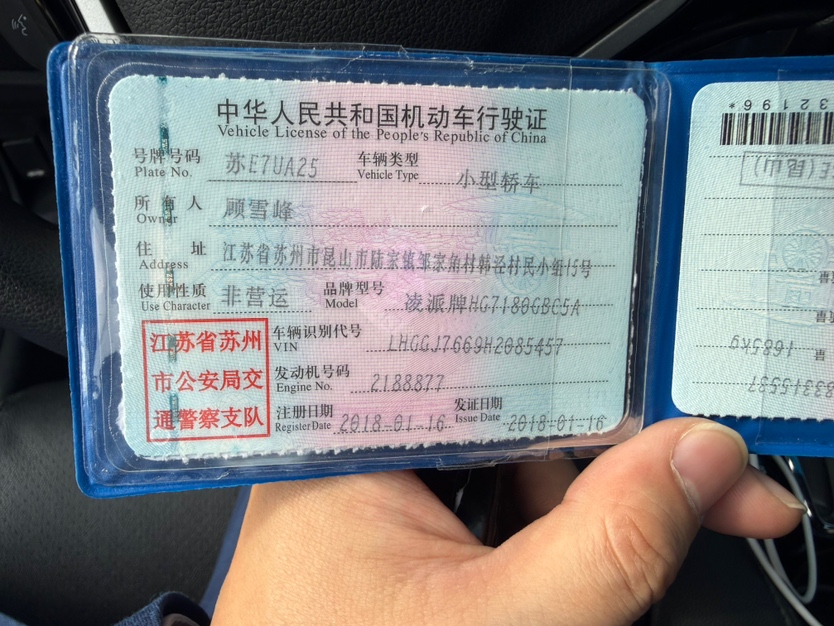 中华人民共和国机动车行驶证
Vehicle License of the People's Republic of China
号牌号码 苏E7UA25 车辆类型 小型轿车
Plate No. Vehicle Type
所有人 顾雪峰
Owner
住址 江苏省苏州市昆山市陆家镇邹家角村韩泾村民小组15号
Address
使用性质 非营运 品牌型号 凌派牌HG7180GBC5A
Use Character Model
江苏省苏州
市公安局交
通警察支队
车辆识别代号 LHGGJ7669H2085457
VIN
发动机号码 2188877
Engine No.
注册日期 2018-01-16 发证日期 2018-01-16
Register Date Issue Date
32196*
(昆山)
1685kg